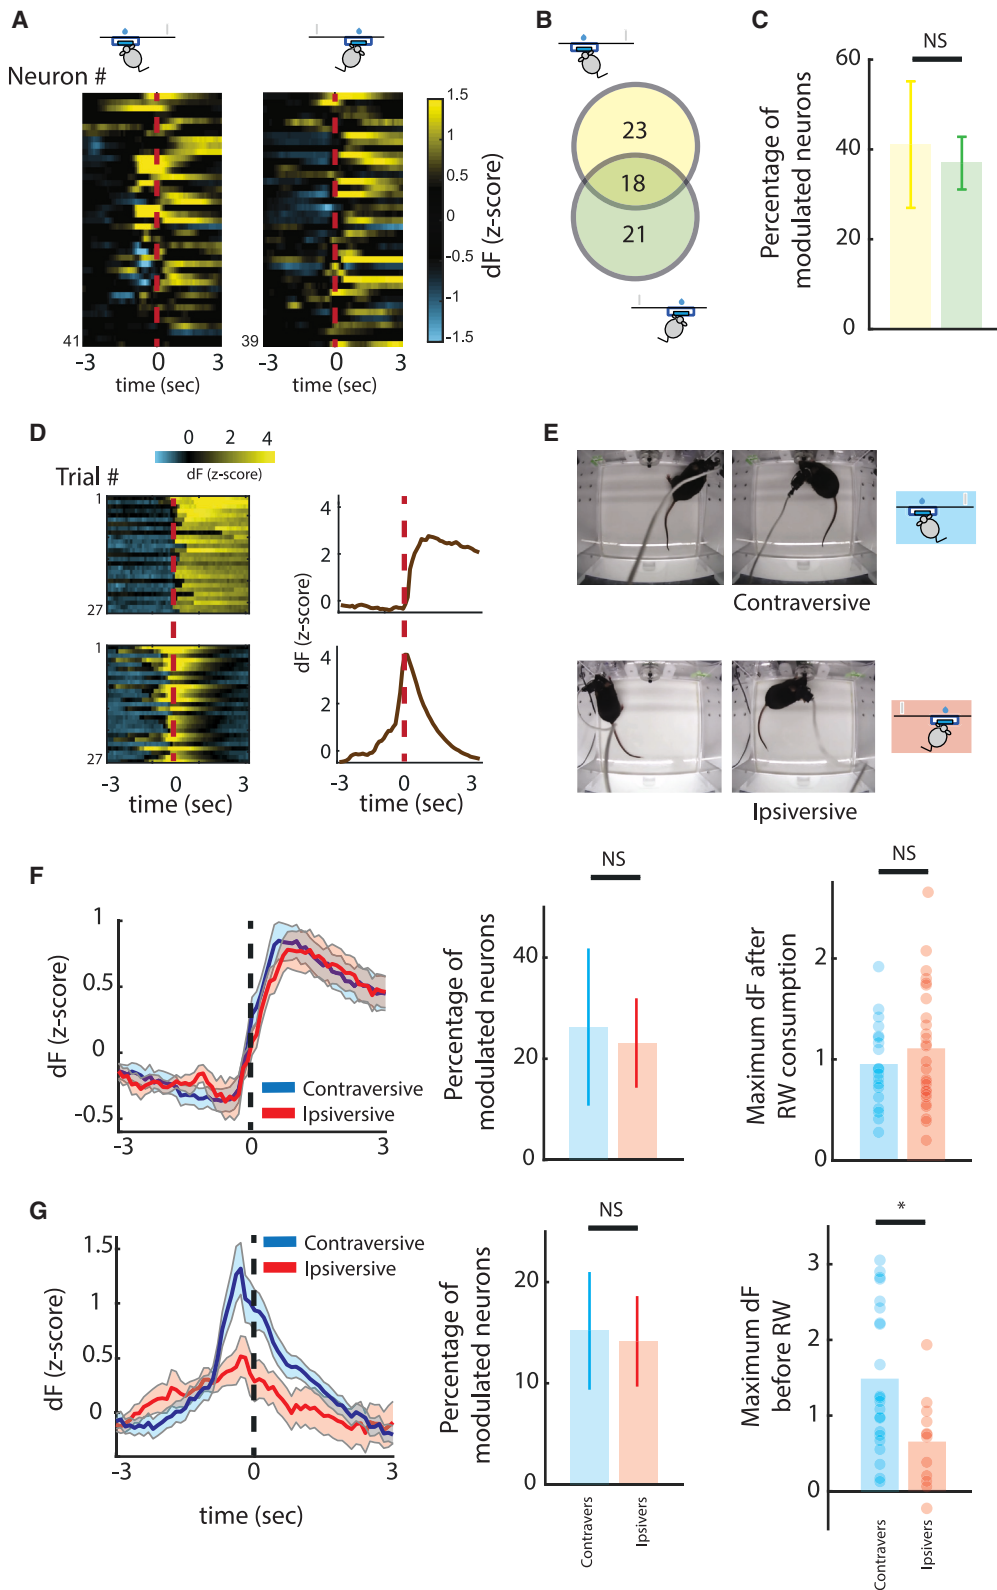 A
Neuron #
41
-3 0 3
time (sec)
39
-3 0 3
time (sec)
1.5
1
0.5
0
-0.5
-1
-1.5
dF (z-score)
B
23
18
21
C
NS
Percentage of
modulated neurons
60
40
20
0
D
0 2 4
dF (z-score)
Trial #
1
27
1
27
-3 0 3
time (sec)
dF (z-score)
4
2
0
4
2
0
-3 0 3
time (sec)
E
Contraversive
Ipsiversive
F
dF (z-score)
1
0.5
0
-0.5
-3 0 3
Contraversive
Ipsiversive
NS
Percentage of
modulated neurons
40
20
0
NS
Maximum dF after
RW consumption
2
1
0
G
dF (z-score)
1.5
1
0.5
0
-3 0 3
time (sec)
Contraversive
Ipsiversive
NS
Percentage of
modulated neurons
20
10
0
Contravers
Ipsivers
*
Maximum dF
before RW
3
2
1
0
Contravers
Ipsivers